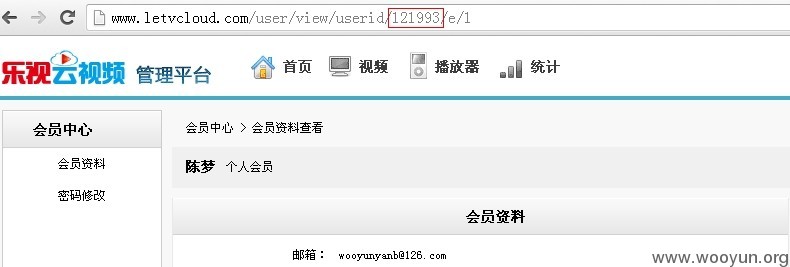 www.letvcloud.com/user/view/userid/121993/e/1
乐视云视频 管理平台 首页 视频 播放器 统计
会员中心
会员资料
密码修改
会员中心 > 会员资料查看
陈梦 个人会员
会员资料
邮箱： wooyunyanb@126.com
www.wooyun.org